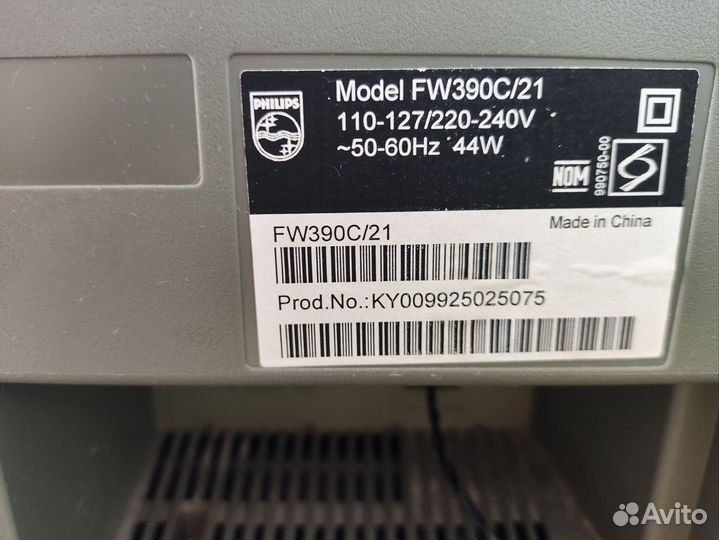 PHILIPS
Model FW390C/21
110-127/220-240V
~50-60Hz 44W
NOM
990750-00
Made in China
FW390C/21
Prod.No.:KY009925025075
Avito